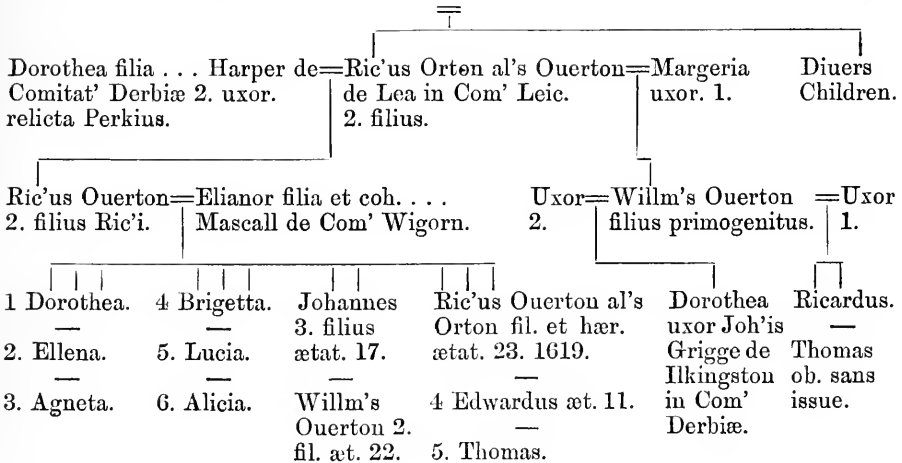 Dorothea filia . . . Harper de=Ric'us Orton al's Ouerton=Margeria Diuers
Comitat' Derbiæ 2. uxor. de Lea in Com' Leic. uxor. 1. Children.
relicta Perkius. 2. filius.
Ric'us Ouerton=Elianor filia et coh. . . . Uxor=Willm's Ouerton =Uxor
2. filius Ric'i. Mascall de Com' Wigorn. 2. filius primogenitus. 1.
1 Dorothea. 4 Brigetta. Johannes Ric'us Ouerton al's Dorothea Ricardus.
3. filius Orton fil. et hær. uxor Joh'is —
2. Ellena. 5. Lucia. ætat. 17. ætat. 23. 1619. Grigge de Thomas
Ilkingston ob. sans
3. Agneta. 6. Alicia. Willm's 4 Edwardus æt. 11. in Com' issue.
Ouerton 2. Derbiæ.
fil. æt. 22. 5. Thomas.